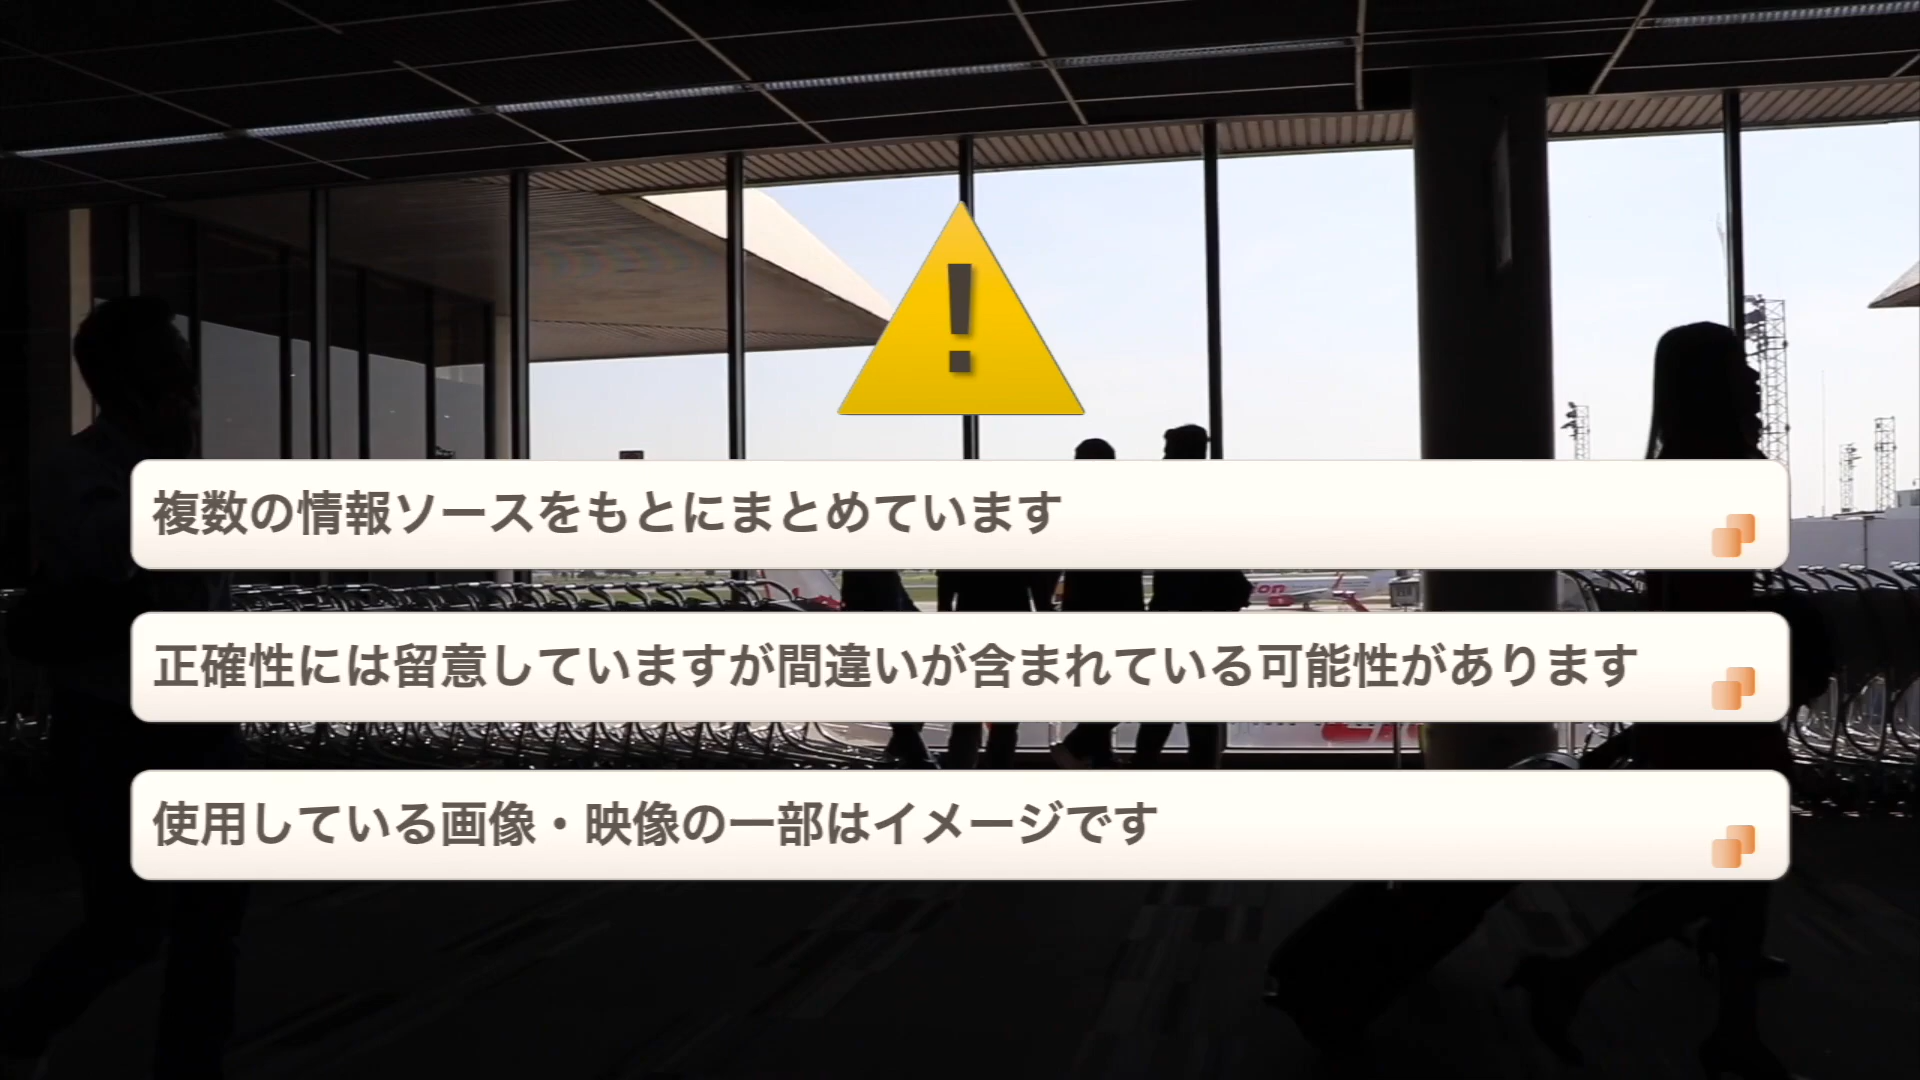 !
複数の情報ソースをもとにまとめています
正確性には留意していますが間違いが含まれている可能性があります
使用している画像・映像の一部はイメージです